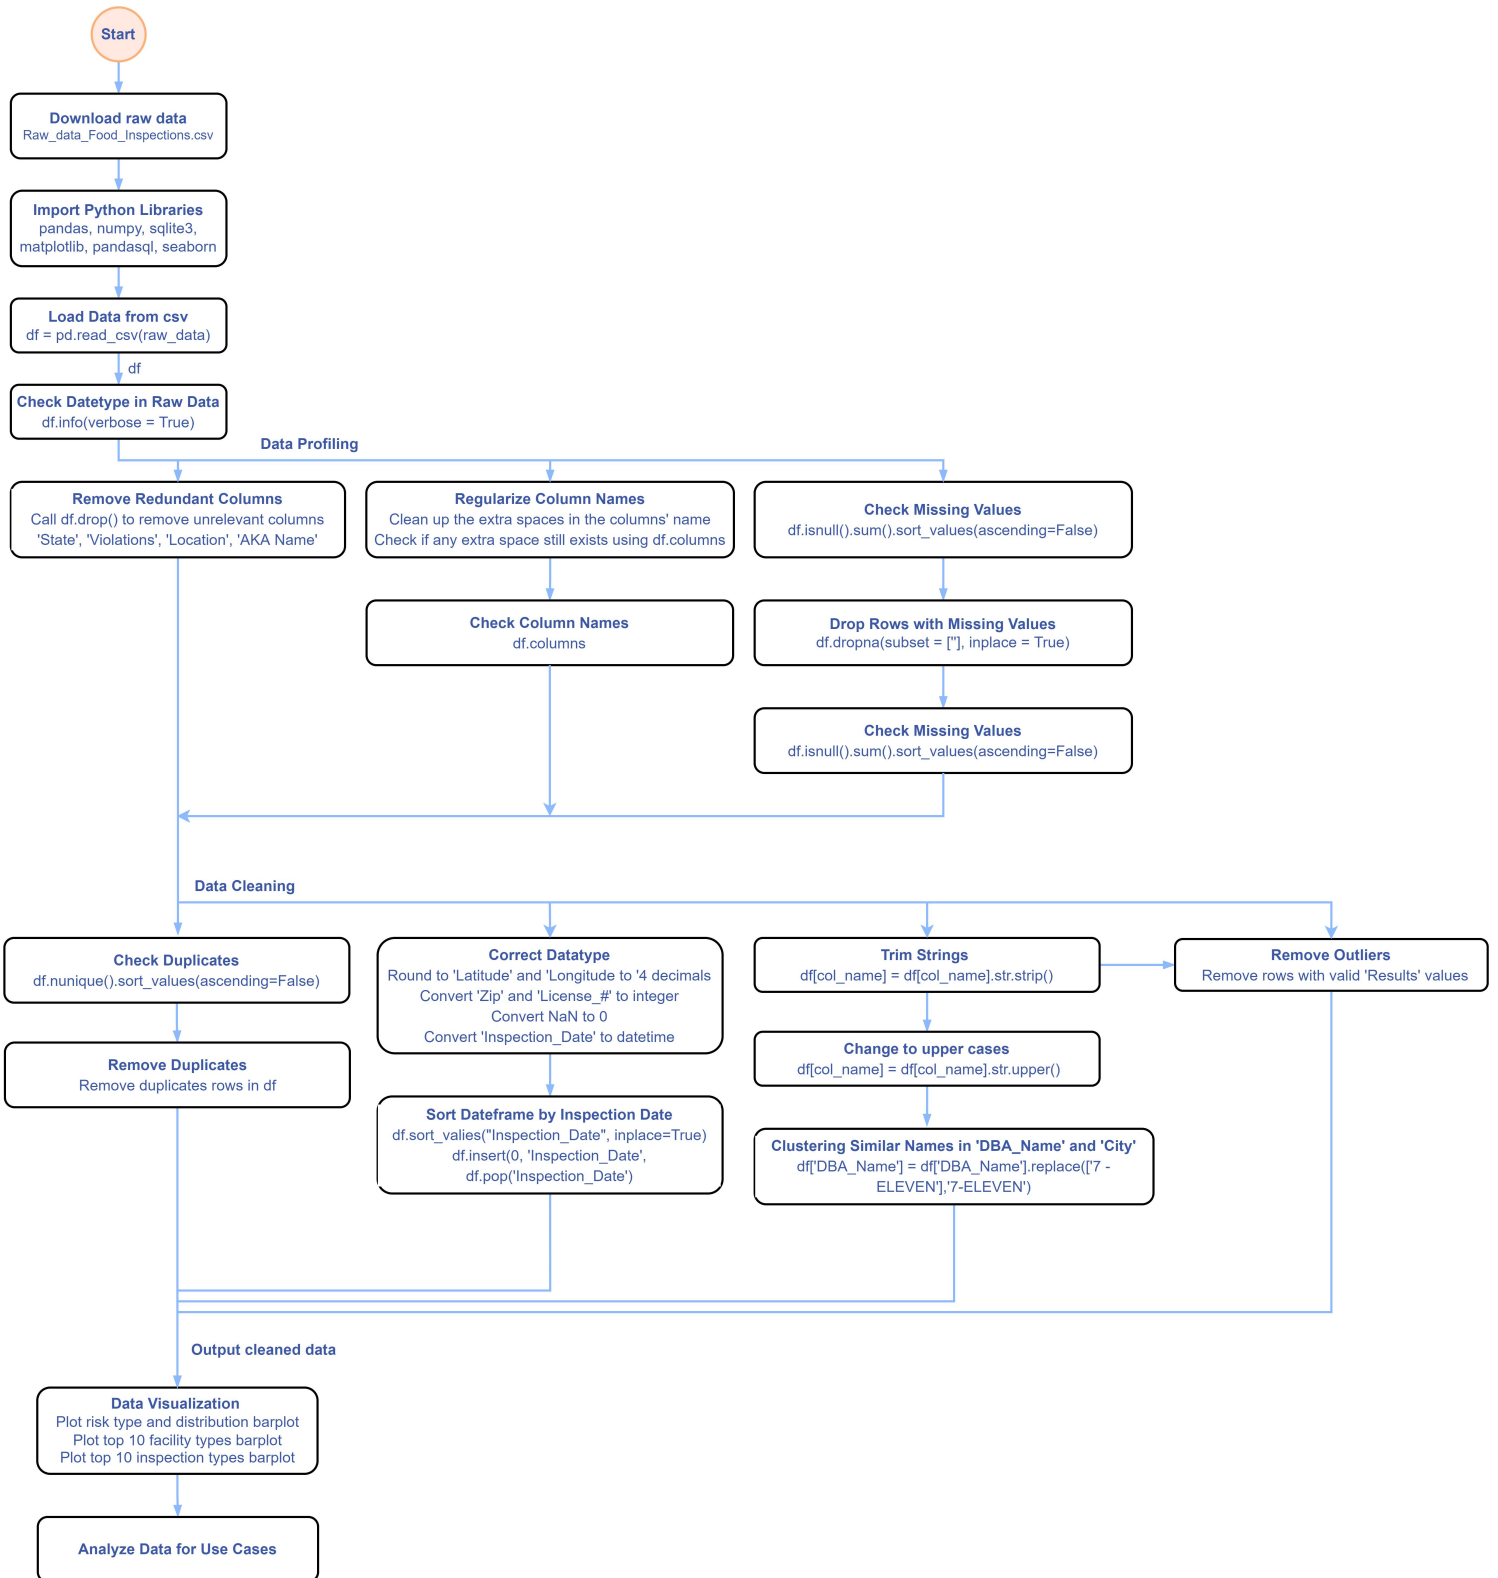 Start
Download raw data
Raw_data_Food_Inspections.csv
Import Python Libraries
pandas, numpy, sqlite3,
matplotlib, pandasql, seaborn
Load Data from csv
df = pd.read_csv(raw_data)
df
Check Datetype in Raw Data
df.info(verbose = True)
Data Profiling
Remove Redundant Columns
Call df.drop() to remove unrelevant columns
'State', 'Violations', 'Location', 'AKA Name'
Regularize Column Names
Clean up the extra spaces in the columns' name
Check if any extra space still exists using df.columns
Check Missing Values
df.isnull().sum().sort_values(ascending=False)
Check Column Names
df.columns
Drop Rows with Missing Values
df.dropna(subset = [''], inplace = True)
Check Missing Values
df.isnull().sum().sort_values(ascending=False)
Data Cleaning
Check Duplicates
df.nunique().sort_values(ascending=False)
Remove Duplicates
Remove duplicates rows in df
Correct Datatype
Round to 'Latitude' and 'Longitude to '4 decimals
Convert 'Zip' and 'License_#' to integer
Convert NaN to 0
Convert 'Inspection_Date' to datetime
Sort Dateframe by Inspection Date
df.sort_valies("Inspection_Date", inplace=True)
df.insert(0, 'Inspection_Date',
df.pop('Inspection_Date')
Trim Strings
df[col_name] = df[col_name].str.strip()
Change to upper cases
df[col_name] = df[col_name].str.upper()
Clustering Similar Names in 'DBA_Name' and 'City'
df['DBA_Name'] = df['DBA_Name'].replace(['7 -
ELEVEN'],'7-ELEVEN')
Remove Outliers
Remove rows with valid 'Results' values
Output cleaned data
Data Visualization
Plot risk type and distribution barplot
Plot top 10 facility types barplot
Plot top 10 inspection types barplot
Analyze Data for Use Cases